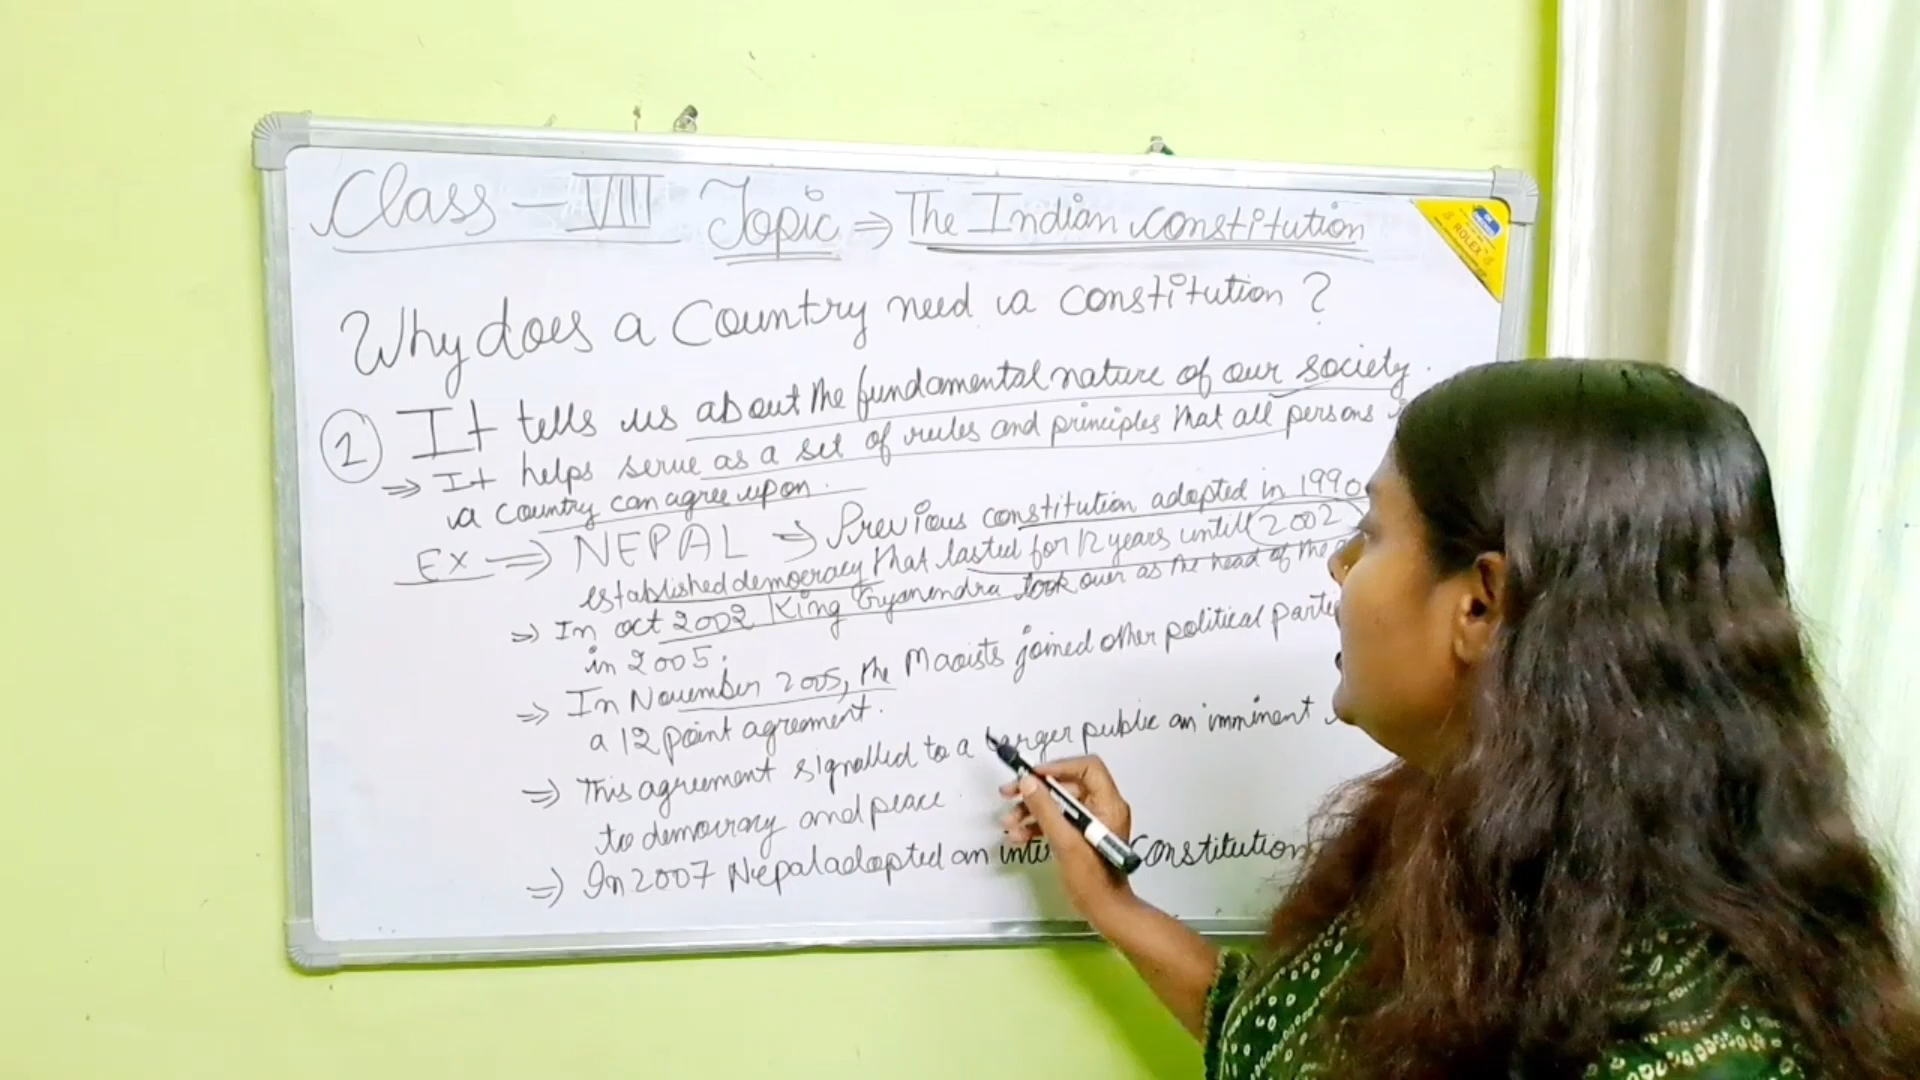 Class - VIII Topic ⇒ The Indian constitution
ROLEX
Why does a Country need a constitution ?
1 It tells us about the fundamental nature of our society.
⇒ It helps serve as a set of rules and principles that all persons
a country can agree upon.
Ex ⇒ NEPAL ⇒ Previous constitution adopted in 1990
established democracy that lasted for 12 years untill 2002
⇒ In oct 2002 King Gyanendra took over as the head of the
in 2005.
⇒ In November 2005, the Maoists joined other political
a 12 point agreement.
⇒ This agreement signalled to a larger public an imminent
to democracy and peace
⇒ In 2007 Nepal adopted an Constitution